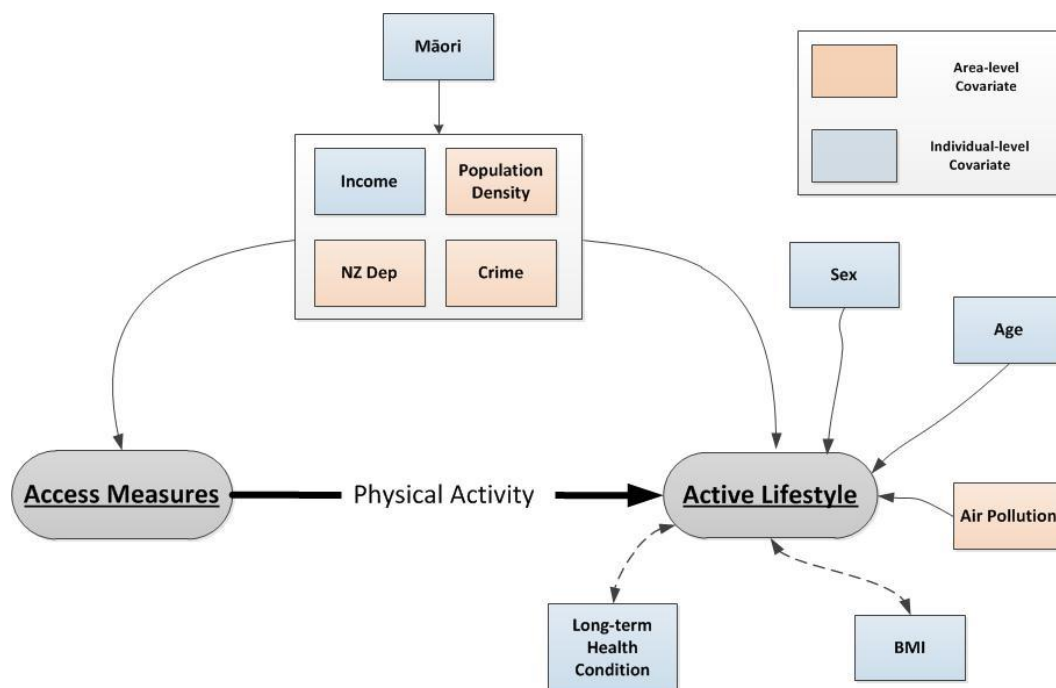 Māori
Area-level
Covariate
Individual-level
Covariate
Income
Population
Density
NZ Dep
Crime
Sex
Age
Access Measures
Physical Activity
Active Lifestyle
Air Pollution
Long-term
Health
Condition
BMI